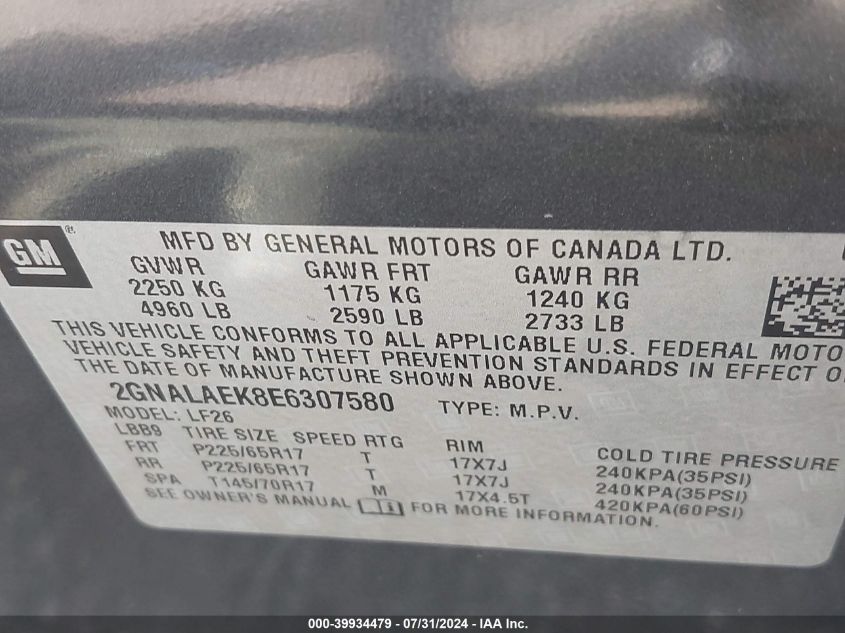 GM ®
MFD BY GENERAL MOTORS OF CANADA LTD.
GVWR GAWR FRT GAWR RR
2250 KG 1175 KG 1240 KG
4960 LB 2590 LB 2733 LB
THIS VEHICLE CONFORMS TO ALL APPLICABLE U.S. FEDERAL MOTO
VEHICLE SAFETY AND THEFT PREVENTION STANDARDS IN EFFECT O
THE DATE OF MANUFACTURE SHOWN ABOVE.
2GNALAEK8E6307580 TYPE: M.P.V.
MODEL: LF26
LBB9 TIRE SIZE SPEED RTG RIM COLD TIRE PRESSURE
FRT P225/65R17 T 17X7J 240KPA(35PSI)
RR P225/65R17 T 17X7J 240KPA(35PSI)
SPA T145/70R17 M 17X4.5T 420KPA(60PSI)
SEE OWNER'S MANUAL FOR MORE INFORMATION.
000-39934479 / 07/31/2024 - IAA Inc.